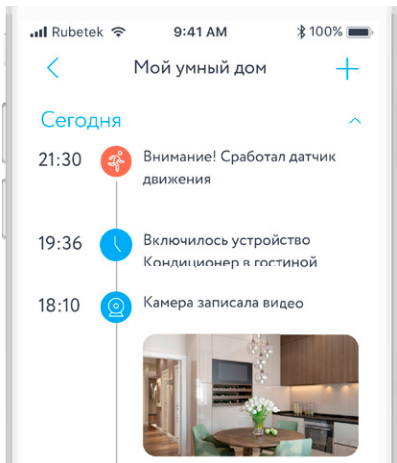 Rubetek 9:41 AM 100%
Мой умный дом
Сегодня
21:30 Внимание! Сработал датчик
движения
19:36 Включилось устройство
Кондиционер в гостиной
18:10 Камера записала видео